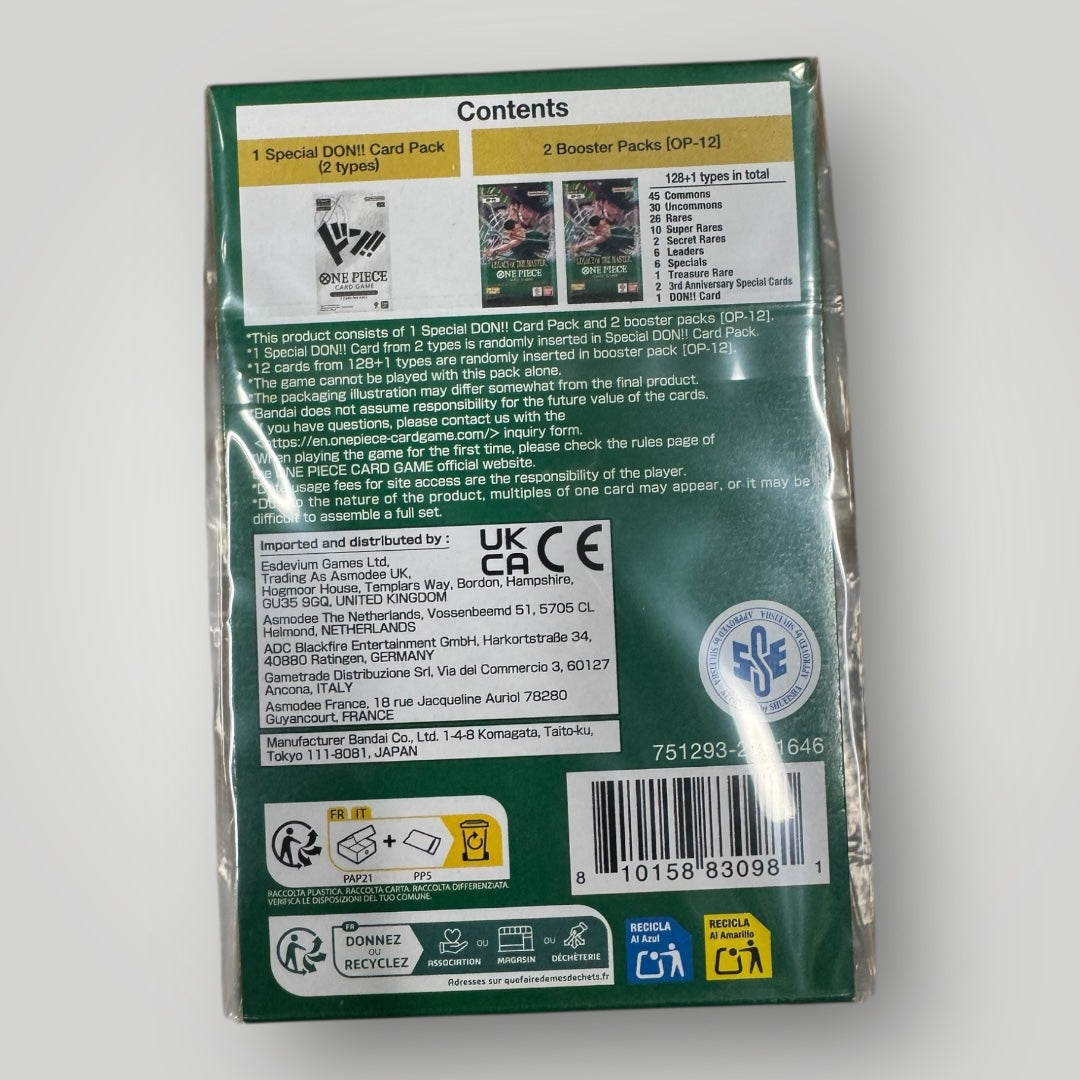 Contents
1 Special DON!! Card Pack
(2 types)
2 Booster Packs [OP-12]
128+1 types in total
45 Commons
30 Uncommons
26 Rares
10 Super Rares
2 Secret Rares
6 Leaders
6 Specials
1 Treasure Rare
2 3rd Anniversary Special Cards
1 DON!! Card
ドン!!
ONE PIECE
CARD GAME
LEGACY OF THE MASTER
ONE PIECE
CARD GAME
LEGACY OF THE MASTER
ONE PIECE
CARD GAME
*This product consists of 1 Special DON!! Card Pack and 2 booster packs [OP-12].
*1 Special DON!! Card from 2 types is randomly inserted in Special DON!! Card Pack.
*12 cards from 128+1 types are randomly inserted in booster pack [OP-12].
*The game cannot be played with this pack alone.
*The packaging illustration may differ somewhat from the final product.
*Bandai does not assume responsibility for the future value of the cards.
you have questions, please contact us with the
<https://en.onepiece-cardgame.com/> inquiry form.
*When playing the game for the first time, please check the rules page of
ONE PIECE CARD GAME official website.
usage fees for site access are the responsibility of the player.
the nature of the product, multiples of one card may appear, or it may be
difficult to assemble a full set.
Imported and distributed by :
UK
CA CE
Esdevium Games Ltd,
Trading As Asmodee UK,
Hogmoor House, Templars Way, Bordon, Hampshire,
GU35 9GQ, UNITED KINGDOM
Asmodee The Netherlands, Vossenbeemd 51, 5705 CL
Helmond, NETHERLANDS
ADC Blackfire Entertainment GmbH, Harkortstraße 34,
40880 Ratingen, GERMANY
Gametrade Distribuzione Srl, Via del Commercio 3, 60127
Ancona, ITALY
Asmodee France, 18 rue Jacqueline Auriol 78280
Guyancourt, FRANCE
Manufacturer Bandai Co., Ltd. 1-4-8 Komagata, Taito-ku,
Tokyo 111-8081, JAPAN
APPROVED by SHUEISHA
751293-2 1646
8 10158 83098 1
FR IT
PAP21 PP5
RACCOLTA PLASTICA. RACCOLTA CARTA. RACCOLTA DIFFERENZIATA.
VERIFICA LE DISPOSIZIONI DEL TUO COMUNE.
FR
DONNEZ
OU
RECYCLEZ
ASSOCIATION OU MAGASIN OU DÉCHÈTERIE
Adresses sur quefairedemesdechets.fr
RECICLA
Al Azul
RECICLA
Al Amarillo